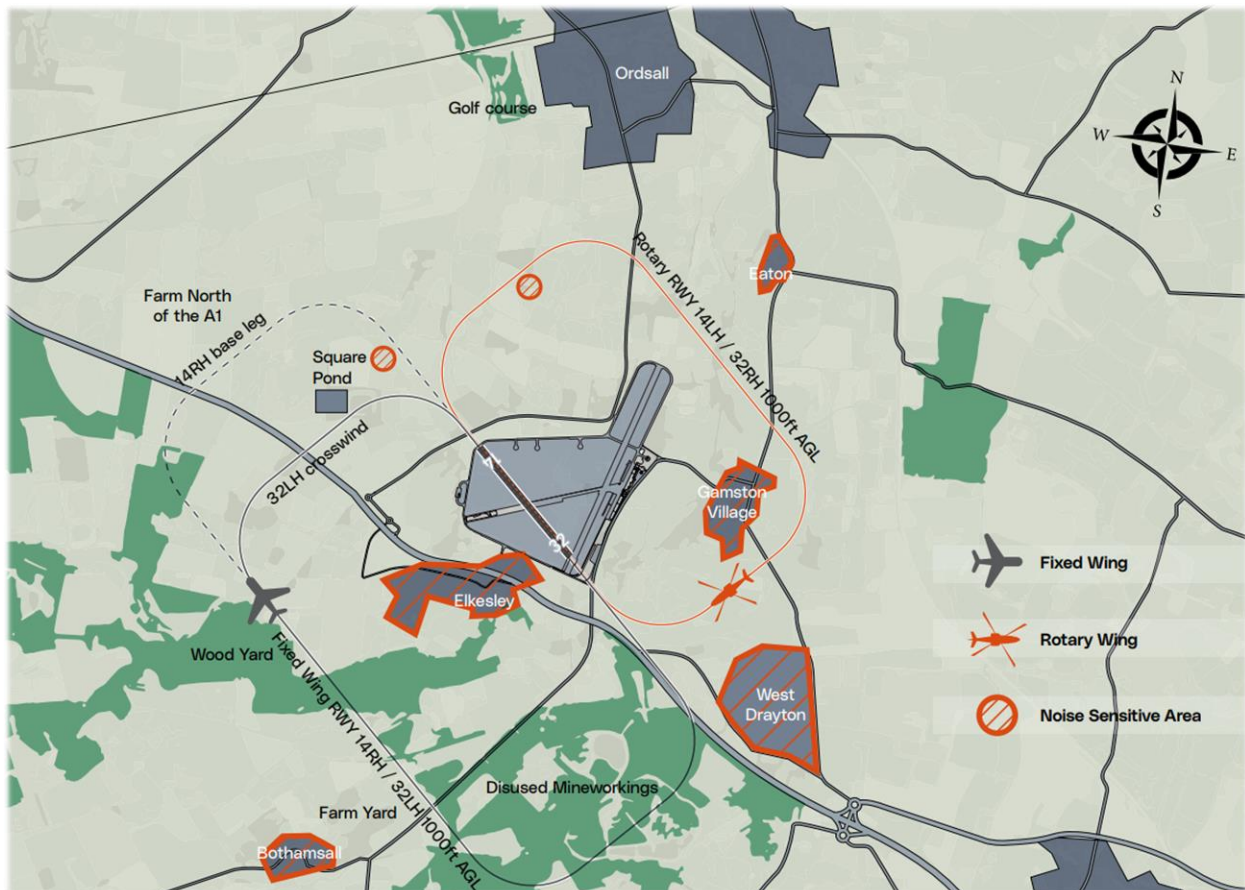 Ordsall
Golf course
N
W
E
S
Rotary RWY 14LH / 32RH 1000ft AGL
Eaton
Farm North
of the A1
14RH base leg
Square
Pond
32LH crosswind
Gamston
Village
32
Elkesley
Fixed Wing
Wood Yard
Fixed Wing RWY 14RH / 32LH 1000ft AGL
Rotary Wing
West
Drayton
Noise Sensitive Area
Disused Mineworkings
Farm Yard
Bothamsall